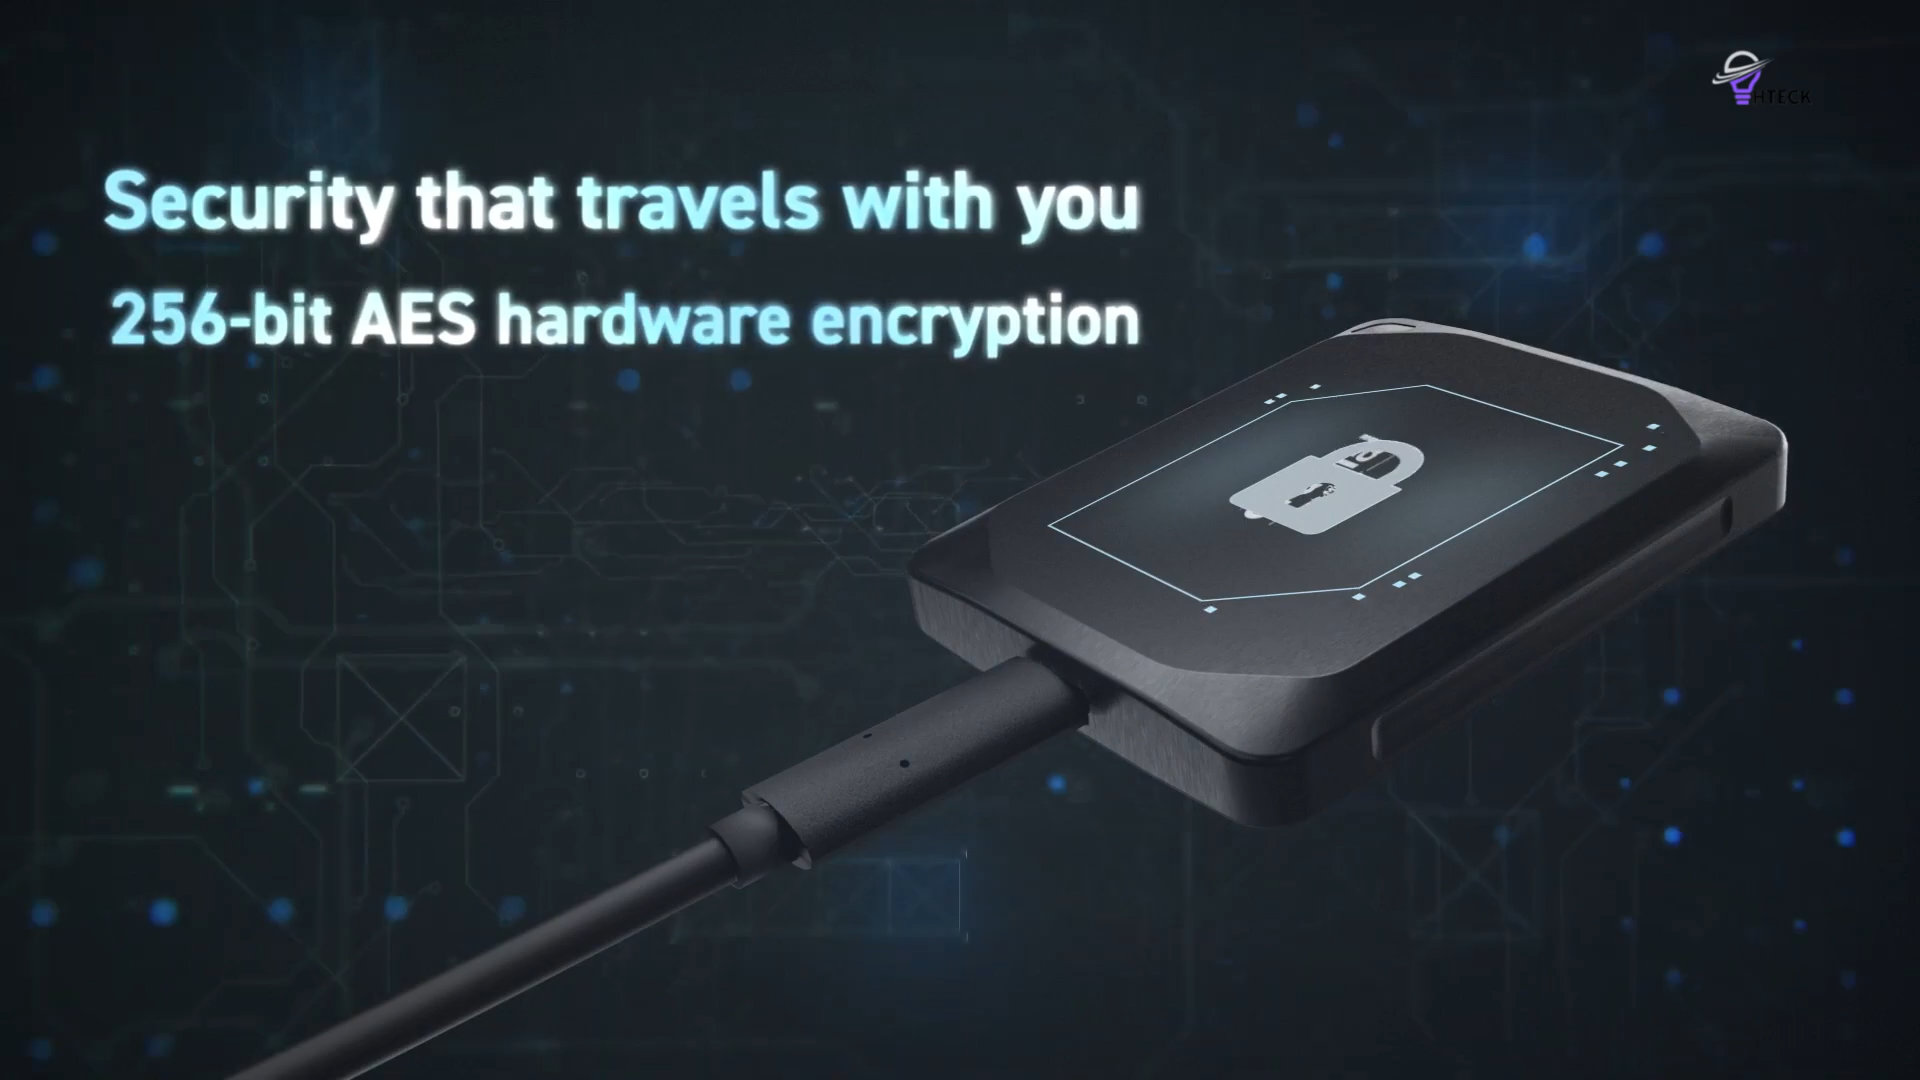 HTECK
Security that travels with you
256-bit AES hardware encryption